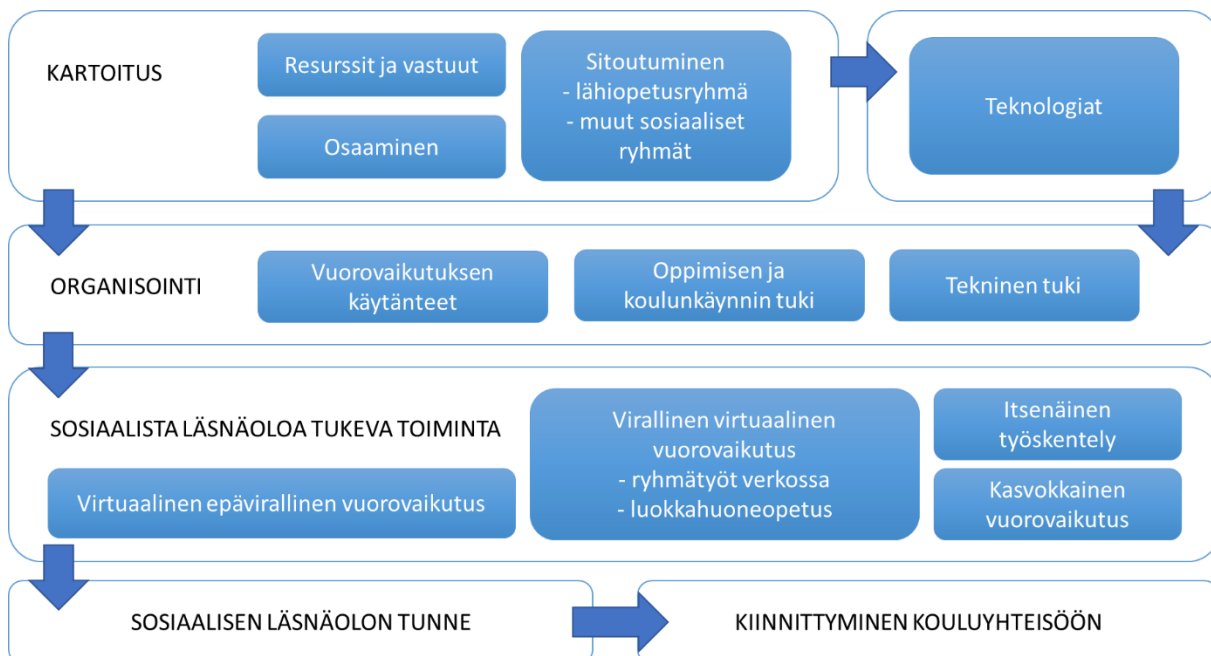 KARTOITUS
Resurssit ja vastuut
Osaaminen
Sitoutuminen
- lähiopetusryhmä
- muut sosiaaliset
ryhmät
Teknologiat
ORGANISOINTI
Vuorovaikutuksen
käytänteet
Oppimisen ja
koulunkäynnin tuki
Tekninen tuki
SOSIAALISTA LÄSNÄOLOA TUKEVA TOIMINTA
Virtuaalinen epävirallinen vuorovaikutus
Virallinen virtuaalinen
vuorovaikutus
- ryhmätyöt verkossa
- luokkahuoneopetus
Itsenäinen
työskentely
Kasvokkainen
vuorovaikutus
SOSIAALISEN LÄSNÄOLON TUNNE
KIINNITTYMINEN KOULUYHTEISÖÖN